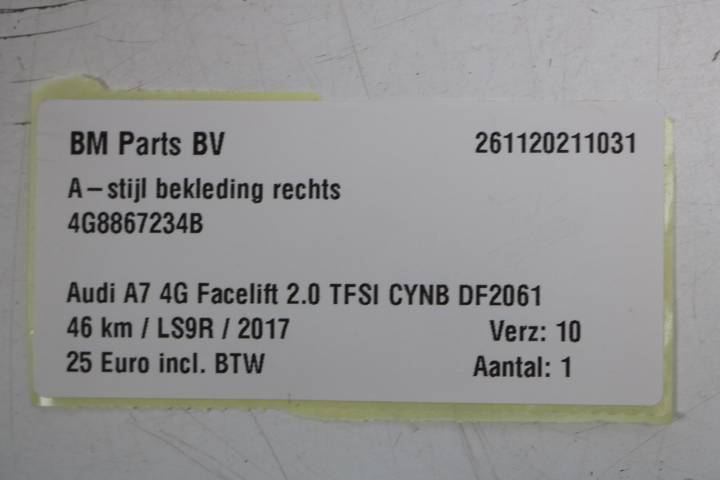 BM Parts BV 261120211031
A-stijl bekleding rechts
4G8867234B
Audi A7 4G Facelift 2.0 TFSI CYNB DF2061
46 km / LS9R / 2017 Verz: 10
25 Euro incl. BTW Aantal: 1